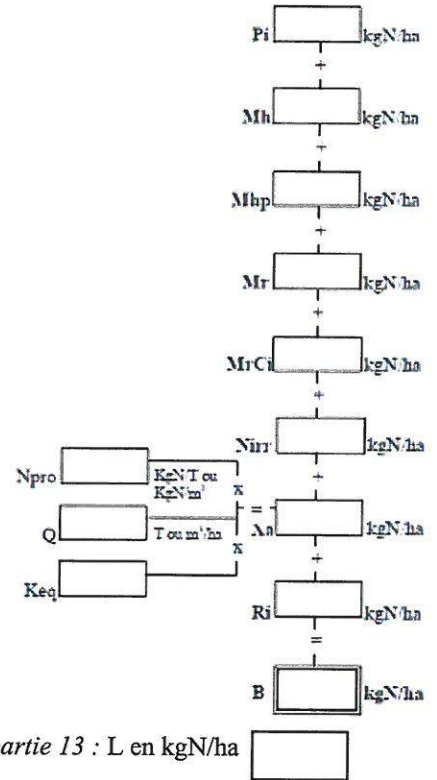 Pi kgN/ha
+
Mh kgN/ha
+
Mhp kgN/ha
+
Mr kgN/ha
+
MrCi kgN/ha
+
Nirr kgN/ha
+
Npro KgN/T ou KgN/m³
x
Q T ou m³/ha
= Xa kgN/ha
x
Keq
+
Ri kgN/ha
=
B kgN/ha
artie 13 : L en kgN/ha